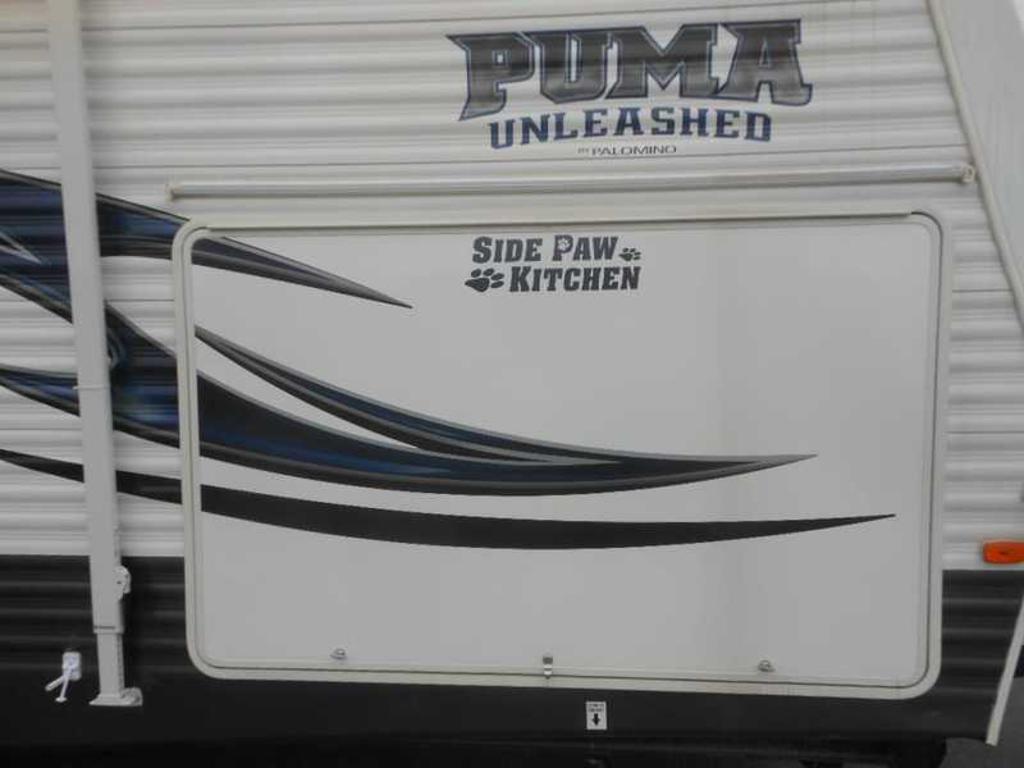 PUMA
UNLEASHED
BY PALOMINO
SIDE PAW
KITCHEN